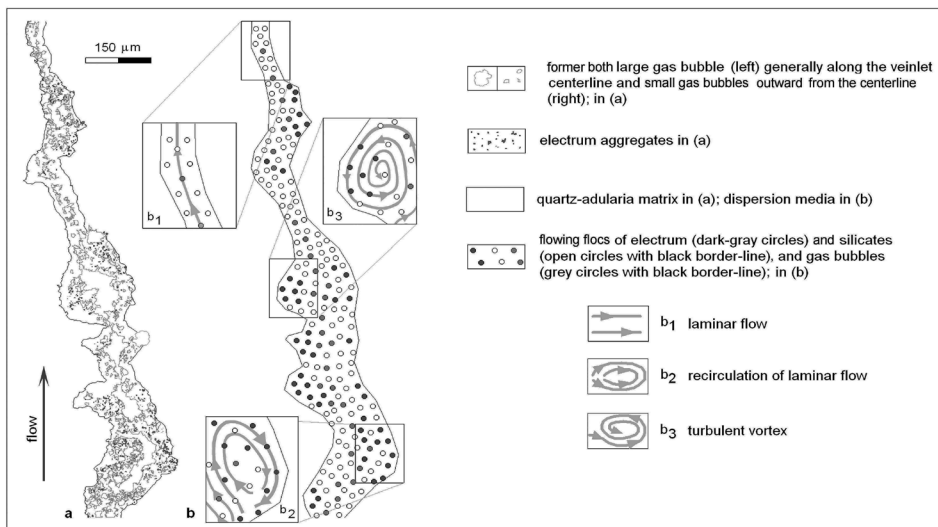 150 μm
b1
b3
flow
a
b
b2
former both large gas bubble (left) generally along the veinlet
centerline and small gas bubbles outward from the centerline
(right); in (a)
electrum aggregates in (a)
quartz-adularia matrix in (a); dispersion media in (b)
flowing flocs of electrum (dark-gray circles) and silicates
(open circles with black border-line), and gas bubbles
(grey circles with black border-line); in (b)
b1 laminar flow
b2 recirculation of laminar flow
b3 turbulent vortex